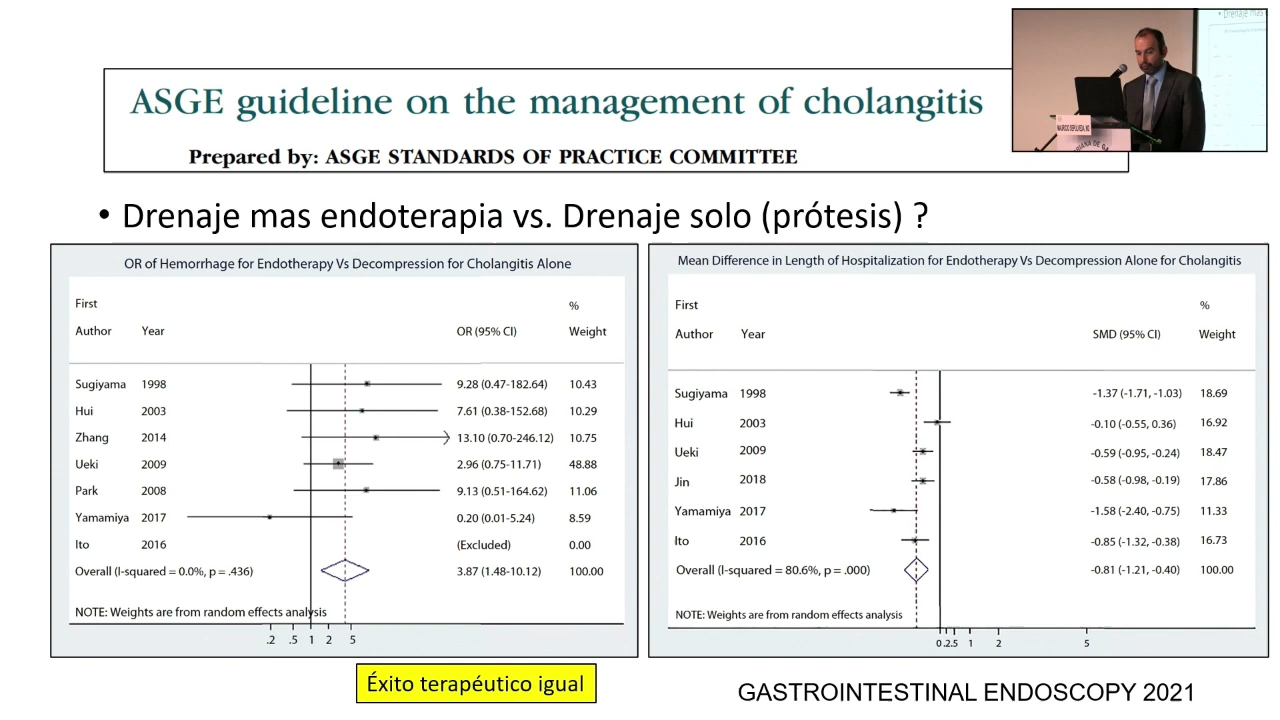 ASGE guideline on the management of cholangitis
Prepared by: ASGE STANDARDS OF PRACTICE COMMITTEE
• Drenaje mas endoterapia vs. Drenaje solo (prótesis) ?
OR of Hemorrhage for Endotherapy Vs Decompression for Cholangitis Alone
First %
Author Year OR (95% CI) Weight
Sugiyama 1998 9.28 (0.47-182.64) 10.43
Hui 2003 7.61 (0.38-152.68) 10.29
Zhang 2014 13.10 (0.70-246.12) 10.75
Ueki 2009 2.96 (0.75-11.71) 48.88
Park 2008 9.13 (0.51-164.62) 11.06
Yamamiya 2017 0.20 (0.01-5.24) 8.59
Ito 2016 (Excluded) 0.00
Overall (I-squared = 0.0%, p = .436) 3.87 (1.48-10.12) 100.00
NOTE: Weights are from random effects analysis
.2 .5 1 2 5
Mean Difference in Length of Hospitalization for Endotherapy Vs Decompression Alone for Cholangitis
First %
Author Year SMD (95% CI) Weight
Sugiyama 1998 -1.37 (-1.71, -1.03) 18.69
Hui 2003 -0.10 (-0.55, 0.36) 16.92
Ueki 2009 -0.59 (-0.95, -0.24) 18.47
Jin 2018 -0.58 (-0.98, -0.19) 17.86
Yamamiya 2017 -1.58 (-2.40, -0.75) 11.33
Ito 2016 -0.85 (-1.32, -0.38) 16.73
Overall (I-squared = 80.6%, p = .000) -0.81 (-1.21, -0.40) 100.00
NOTE: Weights are from random effects analysis
0 .2.5 1 2 5
Éxito terapéutico igual
GASTROINTESTINAL ENDOSCOPY 2021